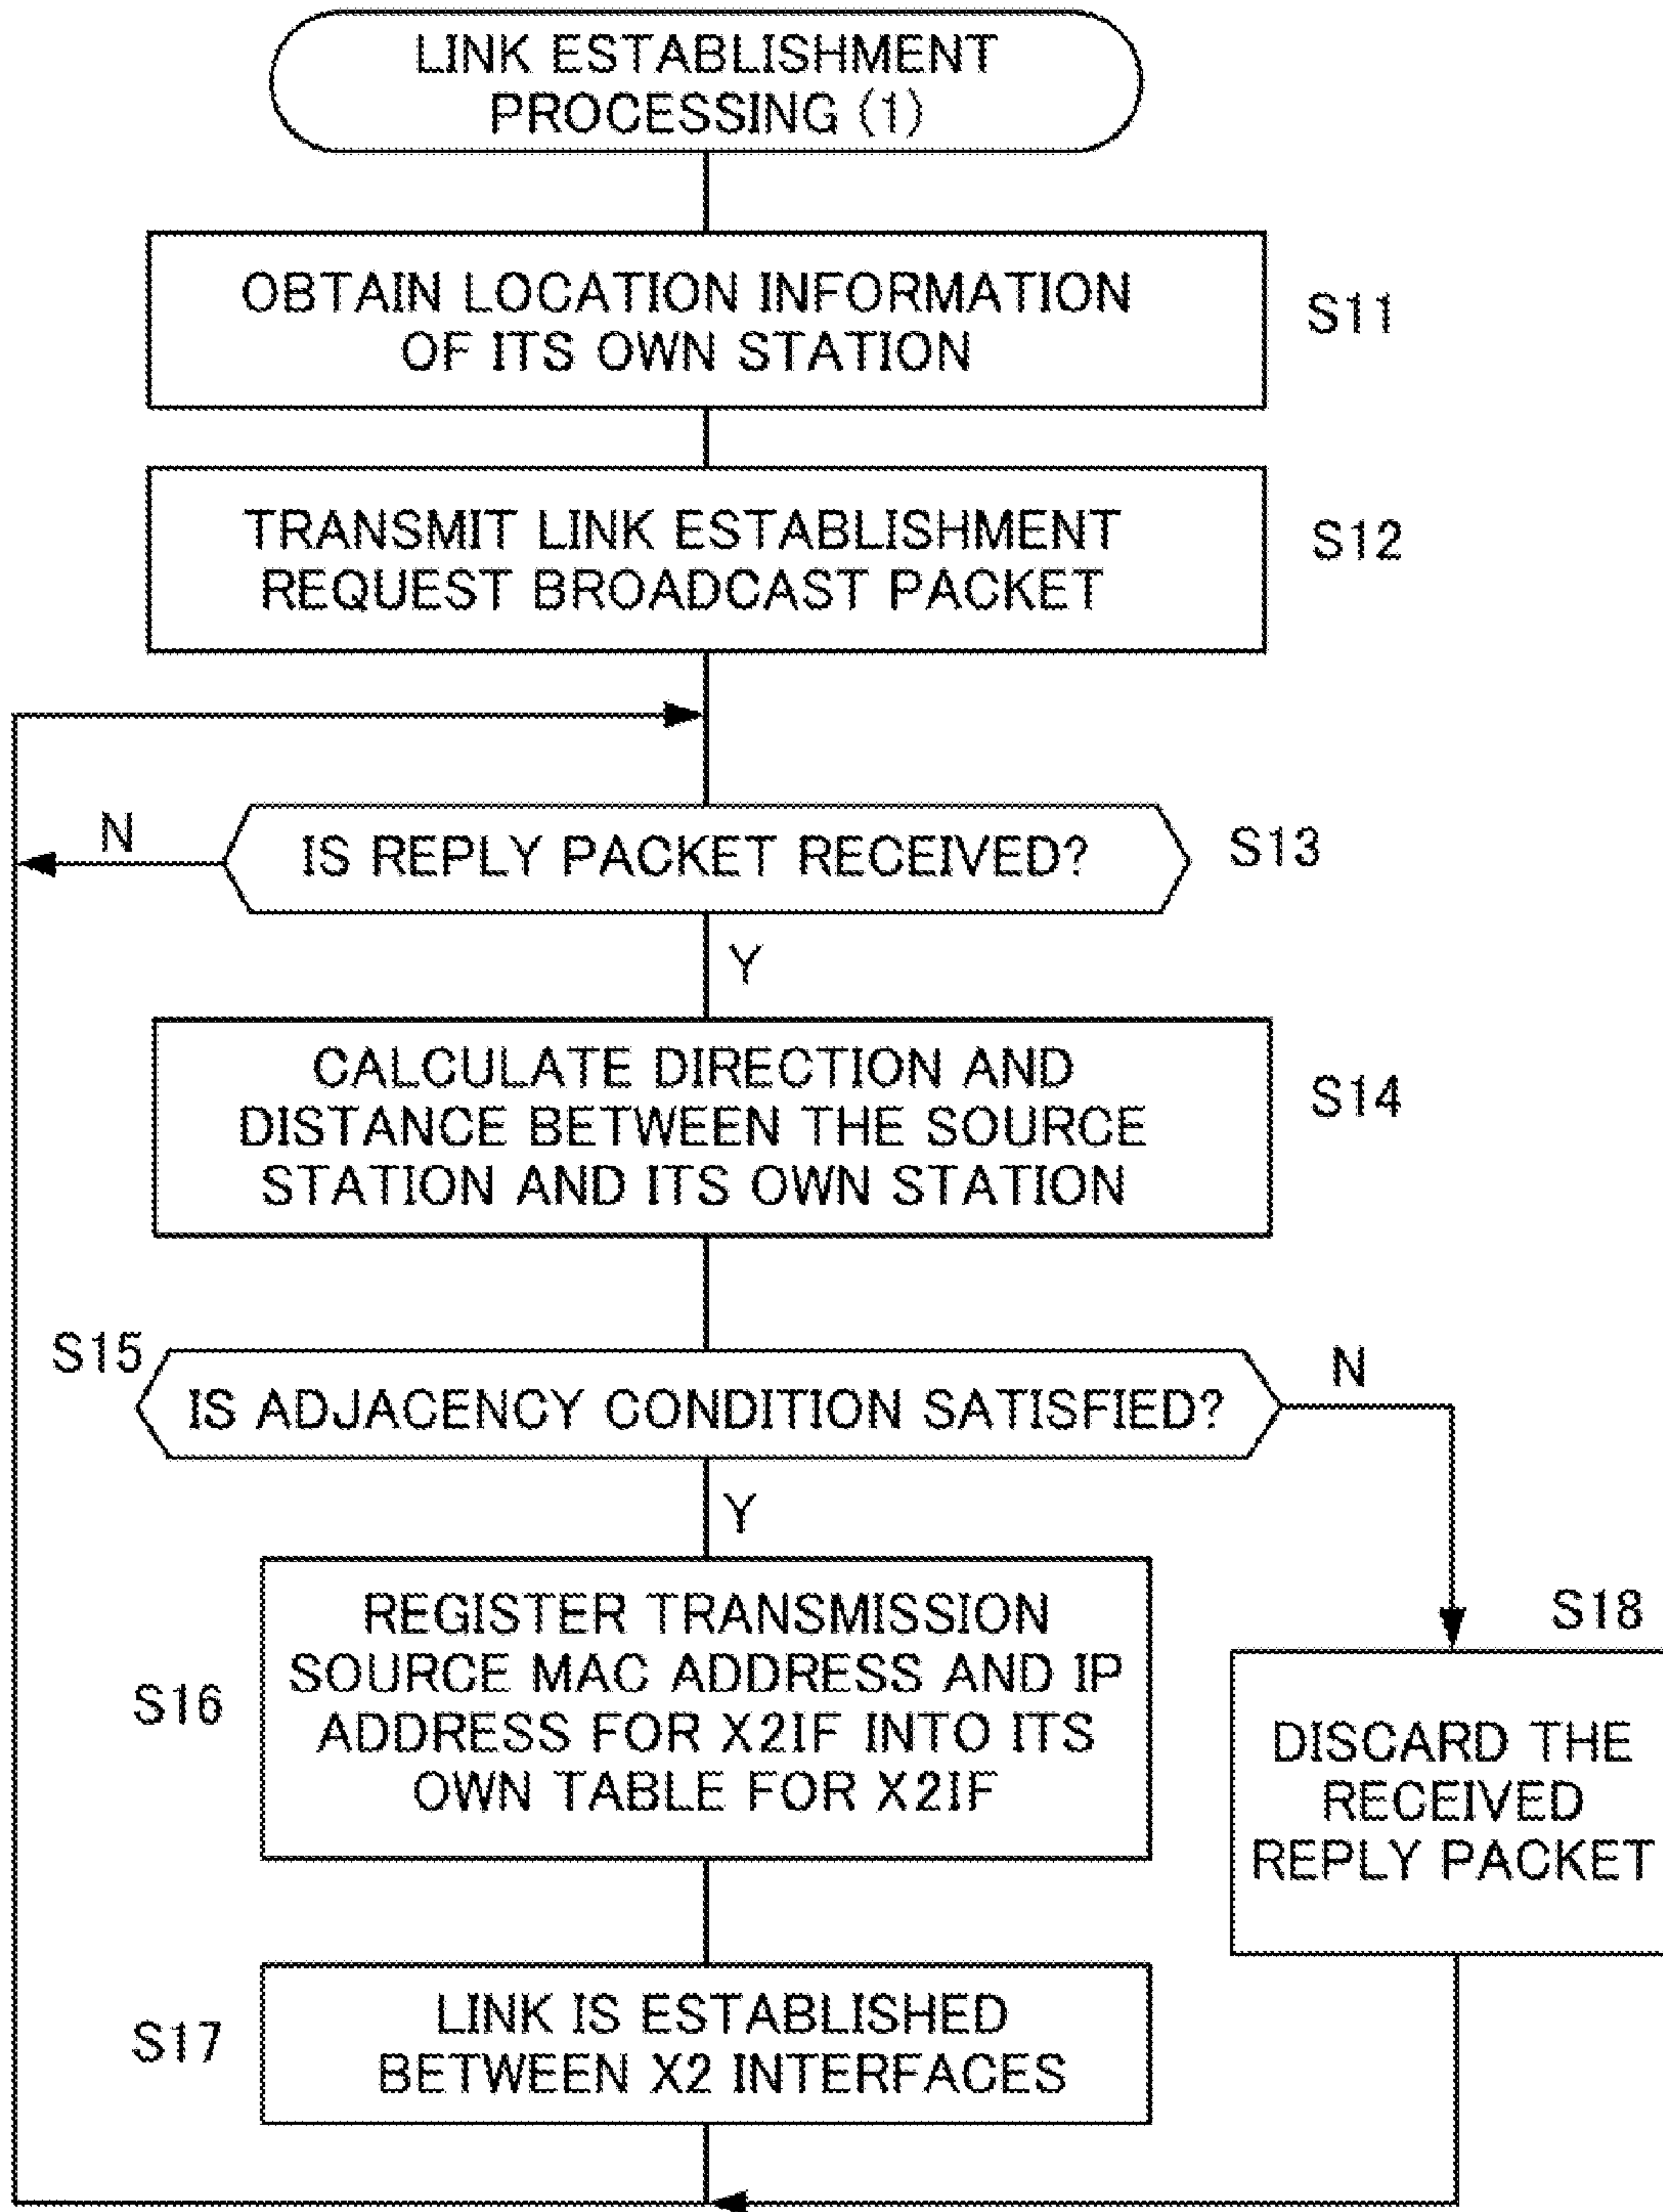 LINK ESTABLISHMENT
PROCESSING (1)
OBTAIN LOCATION INFORMATION
OF ITS OWN STATION
S11
TRANSMIT LINK ESTABLISHMENT
REQUEST BROADCAST PACKET
S12
N
IS REPLY PACKET RECEIVED?
S13
Y
CALCULATE DIRECTION AND
DISTANCE BETWEEN THE SOURCE
STATION AND ITS OWN STATION
S14
S15
IS ADJACENCY CONDITION SATISFIED?
N
Y
S16
REGISTER TRANSMISSION
SOURCE MAC ADDRESS AND IP
ADDRESS FOR X2IF INTO ITS
OWN TABLE FOR X2IF
S18
DISCARD THE
RECEIVED
REPLY PACKET
S17
LINK IS ESTABLISHED
BETWEEN X2 INTERFACES